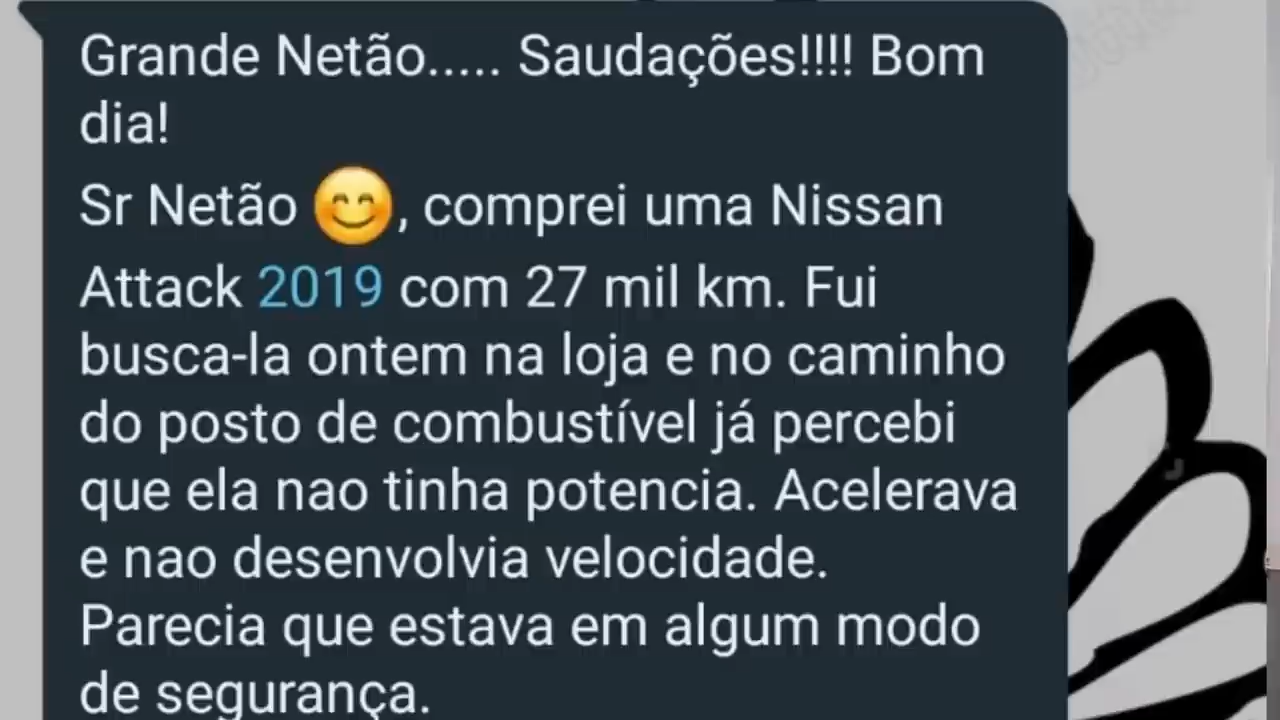 Grande Netão..... Saudações!!!! Bom
dia!
Sr Netão 😊, comprei uma Nissan
Attack 2019 com 27 mil km. Fui
busca-la ontem na loja e no caminho
do posto de combustível já percebi
que ela nao tinha potencia. Acelerava
e nao desenvolvia velocidade.
Parecia que estava em algum modo
de segurança.